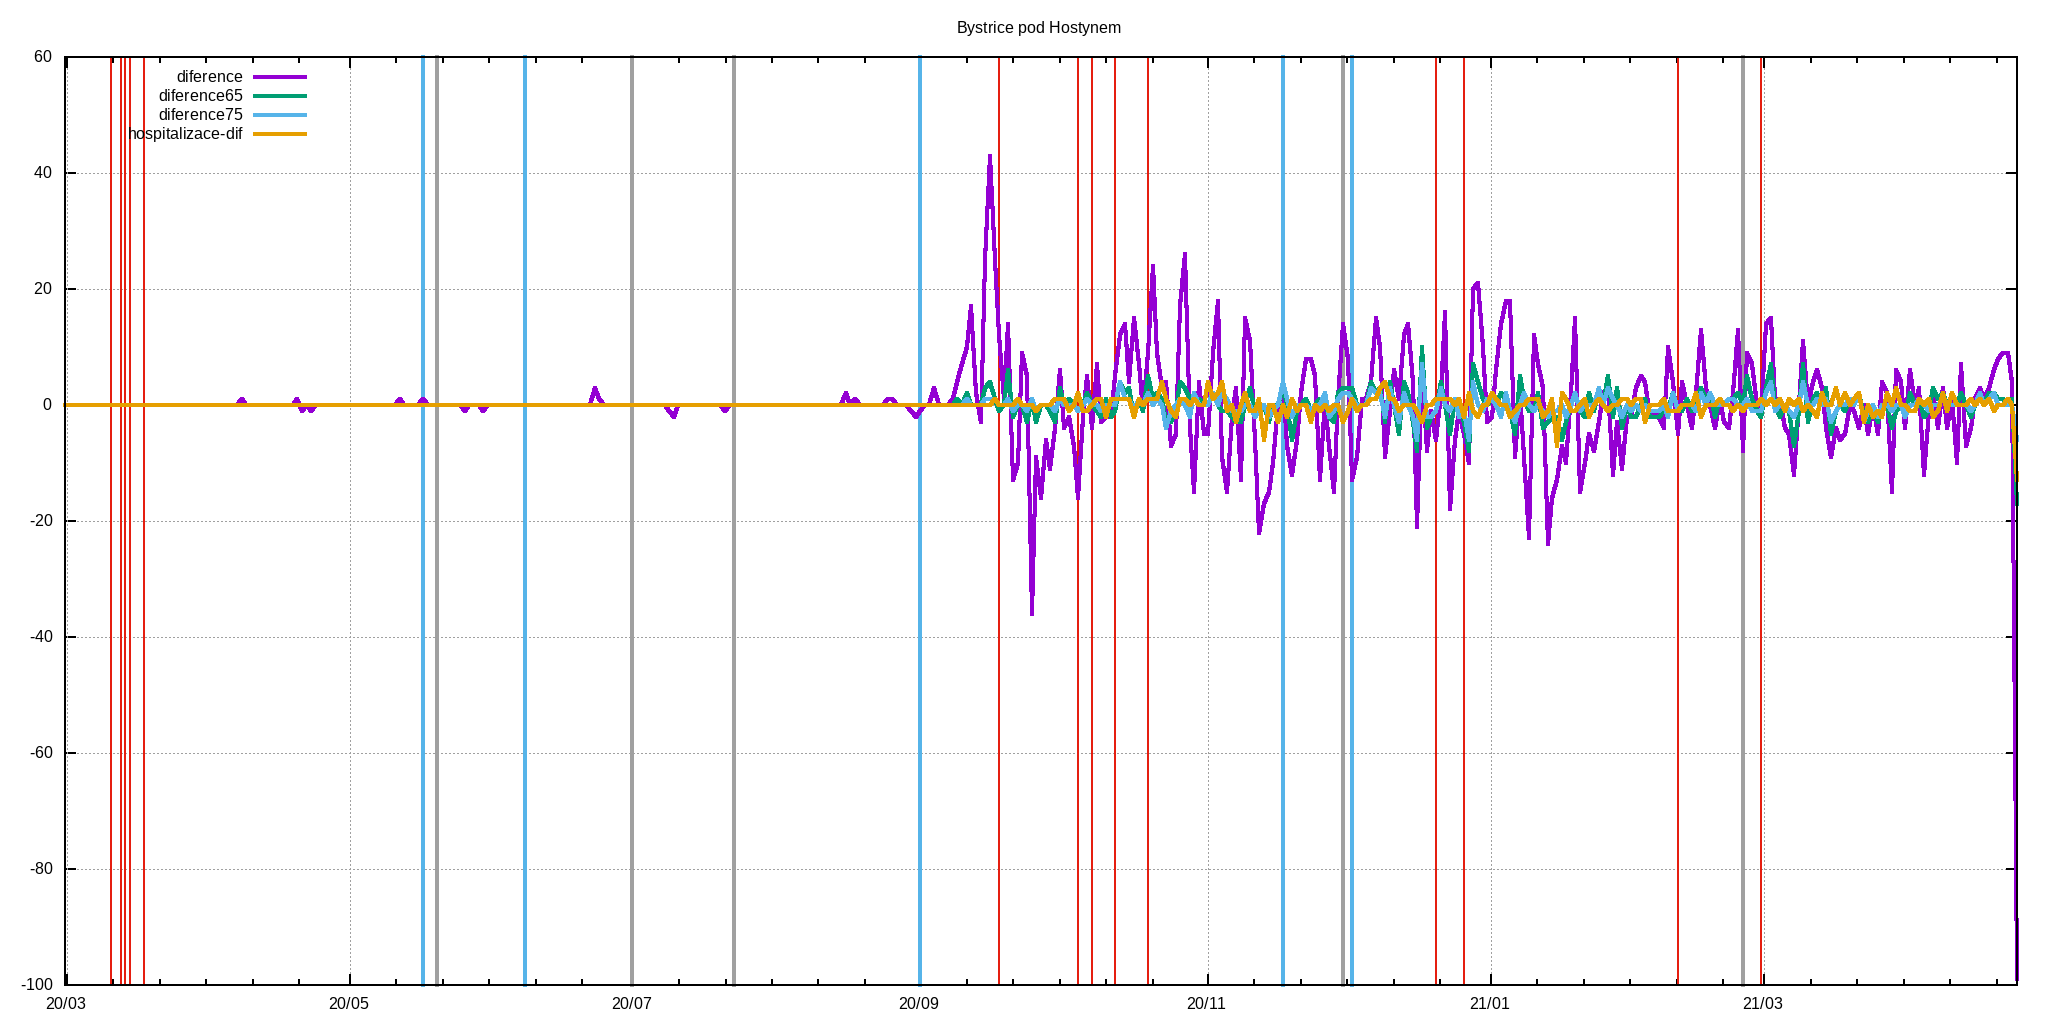 Bystrice pod Hostynem
diference
diference65
diference75
hospitalizace-dif
60
40
20
0
-20
-40
-60
-80
-100
20/03 20/05 20/07 20/09 20/11 21/01 21/03